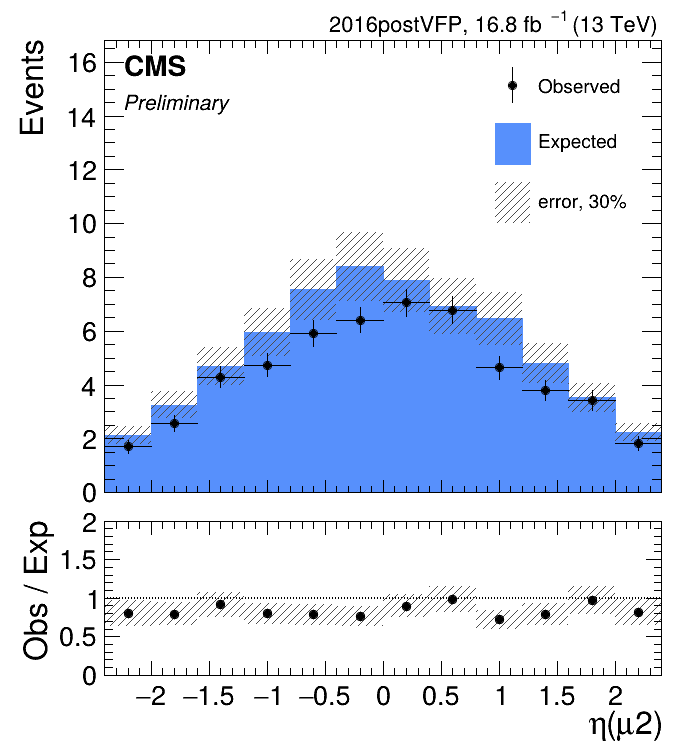 2016postVFP, 16.8 fb⁻¹ (13 TeV)
Events
CMS
Preliminary
Observed
Expected
error, 30%
16
14
12
10
8
6
4
2
0
Obs / Exp
2
1.5
1
0.5
0
−2 −1.5 −1 −0.5 0 0.5 1 1.5 2
η(μ2)